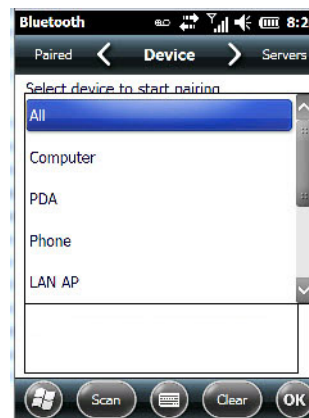 Bluetooth 8:2
Paired Device Servers
Select device to start pairing
All
Computer
PDA
Phone
LAN AP
Scan Clear OK